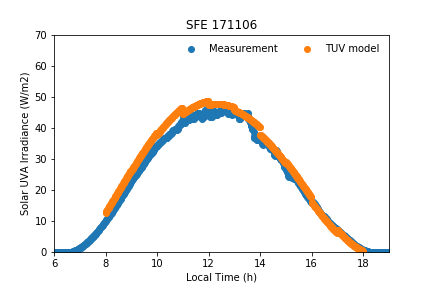 SFE 171106
Measurement
TUV model
Solar UVA Irradiance (W/m2)
70
60
50
40
30
20
10
0
6 8 10 12 14 16 18
Local Time (h)